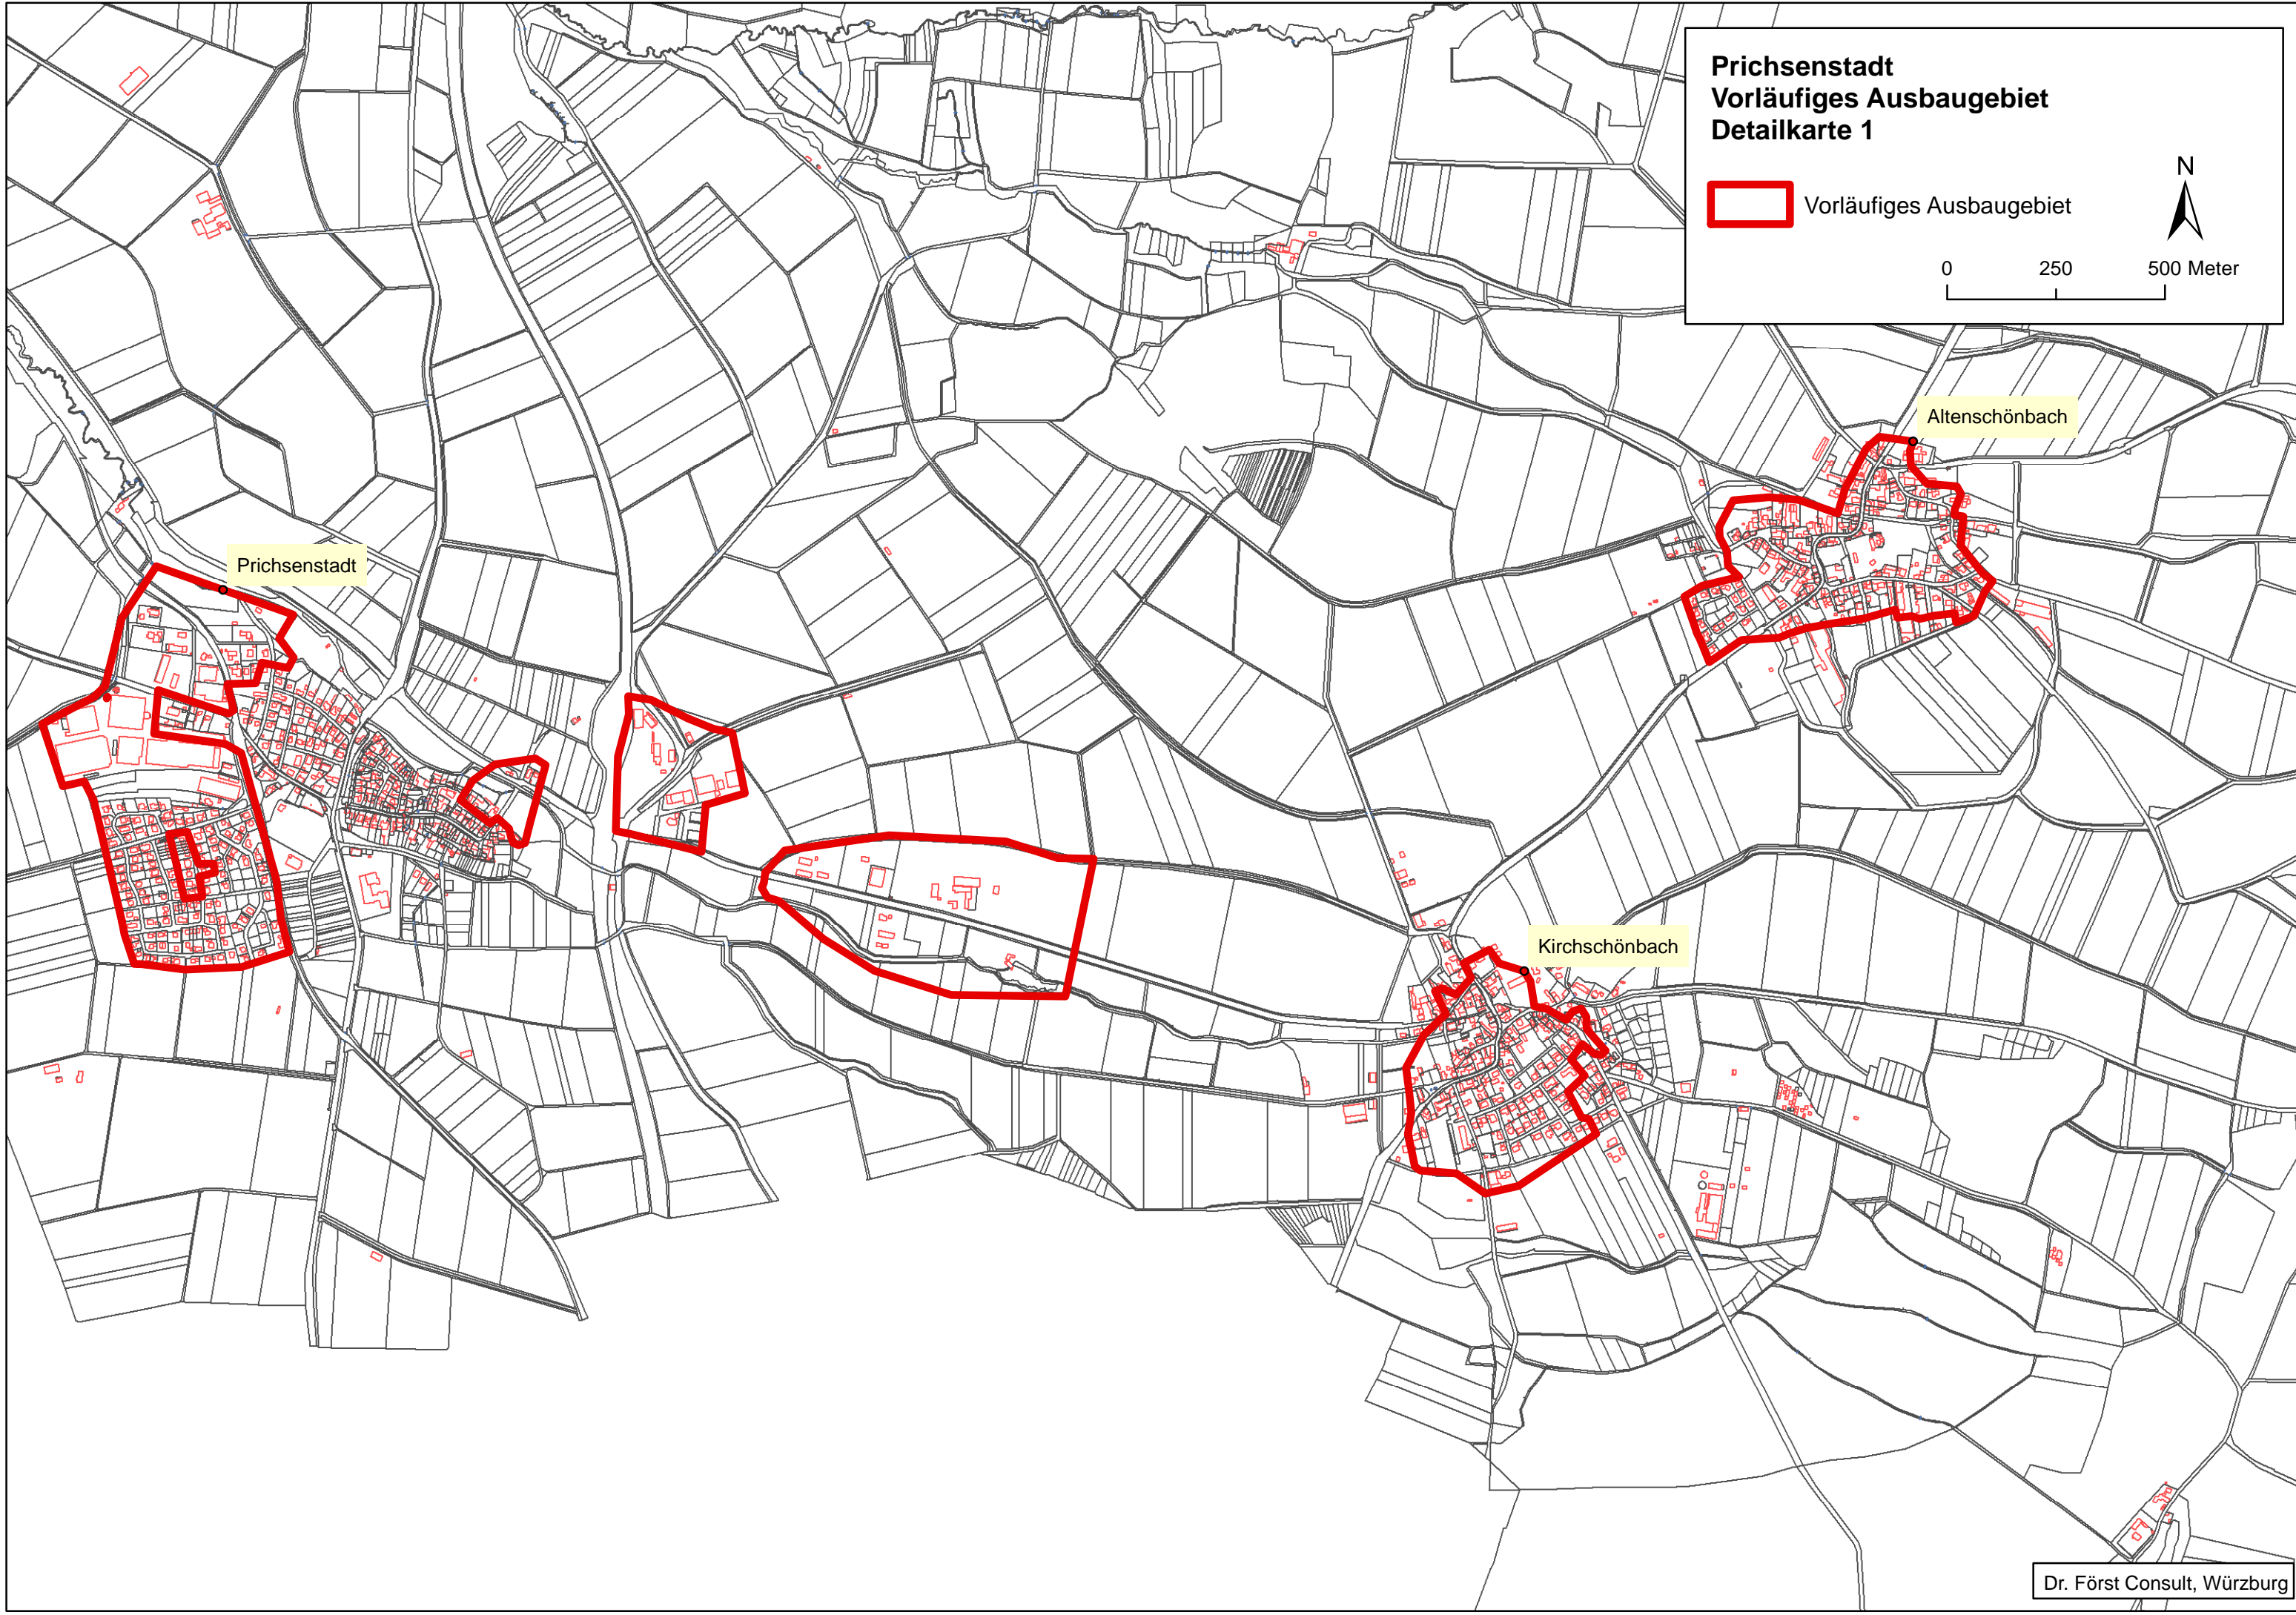 Prichsenstadt
Vorläufiges Ausbaugebiet
Detailkarte 1
N
Vorläufiges Ausbaugebiet
0 250 500 Meter
Altenschönbach
Prichsenstadt
Kirchschönbach
Dr. Först Consult, Würzburg